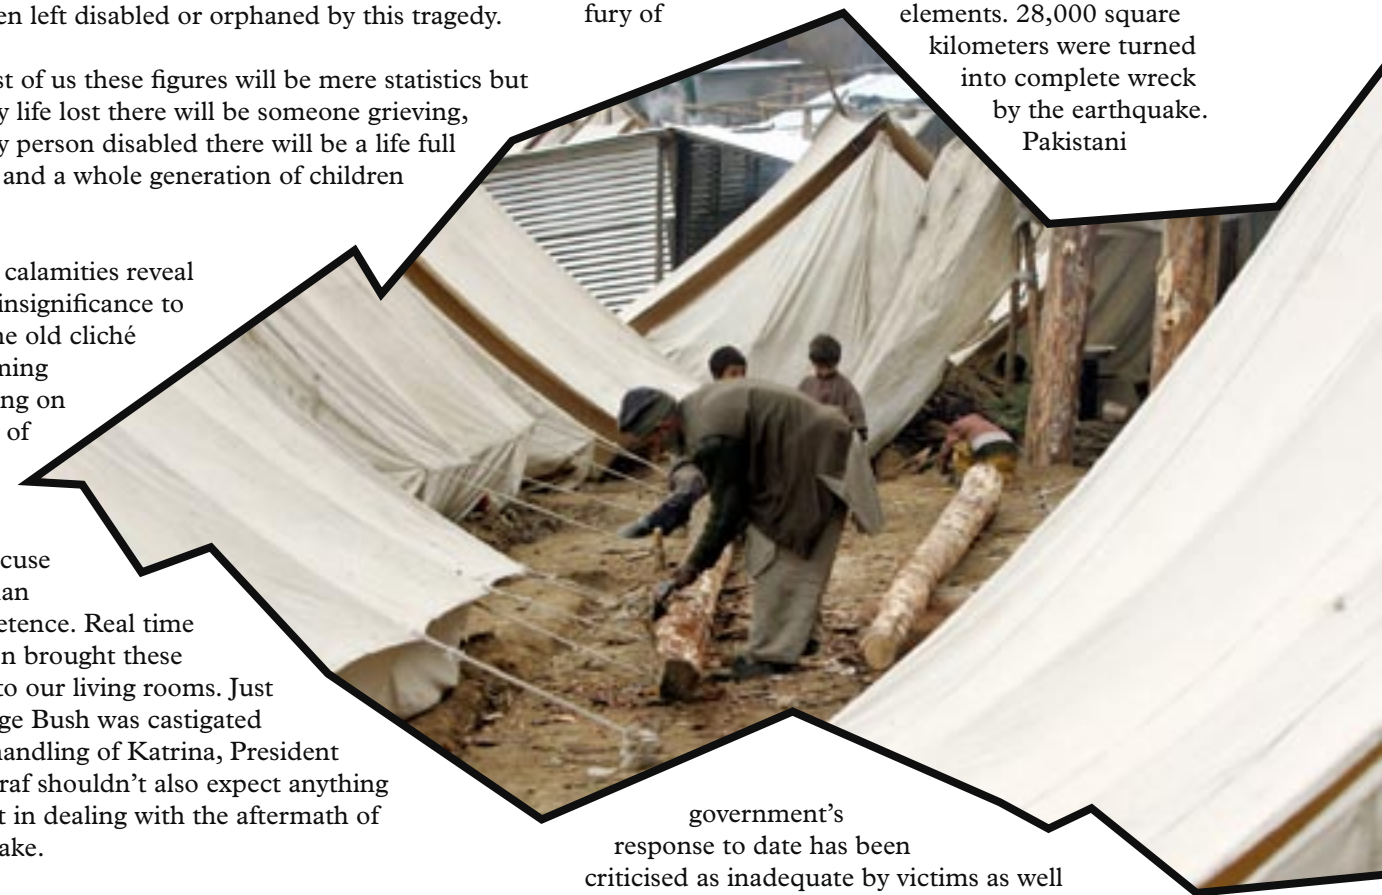 en left disabled or orphaned by this tragedy.
st of us these figures will be mere statistics but
y life lost there will be someone grieving,
y person disabled there will be a life full
and a whole generation of children
calamities reveal
insignificance to
ne old cliché
ning
ng on
of
cuse
an
etence. Real time
n brought these
to our living rooms. Just
ge Bush was castigated
handling of Katrina, President
raf shouldn’t also expect anything
t in dealing with the aftermath of
ake.
fury of
elements. 28,000 square
kilometers were turned
into complete wreck
by the earthquake.
Pakistani
government’s
response to date has been
criticised as inadequate by victims as well